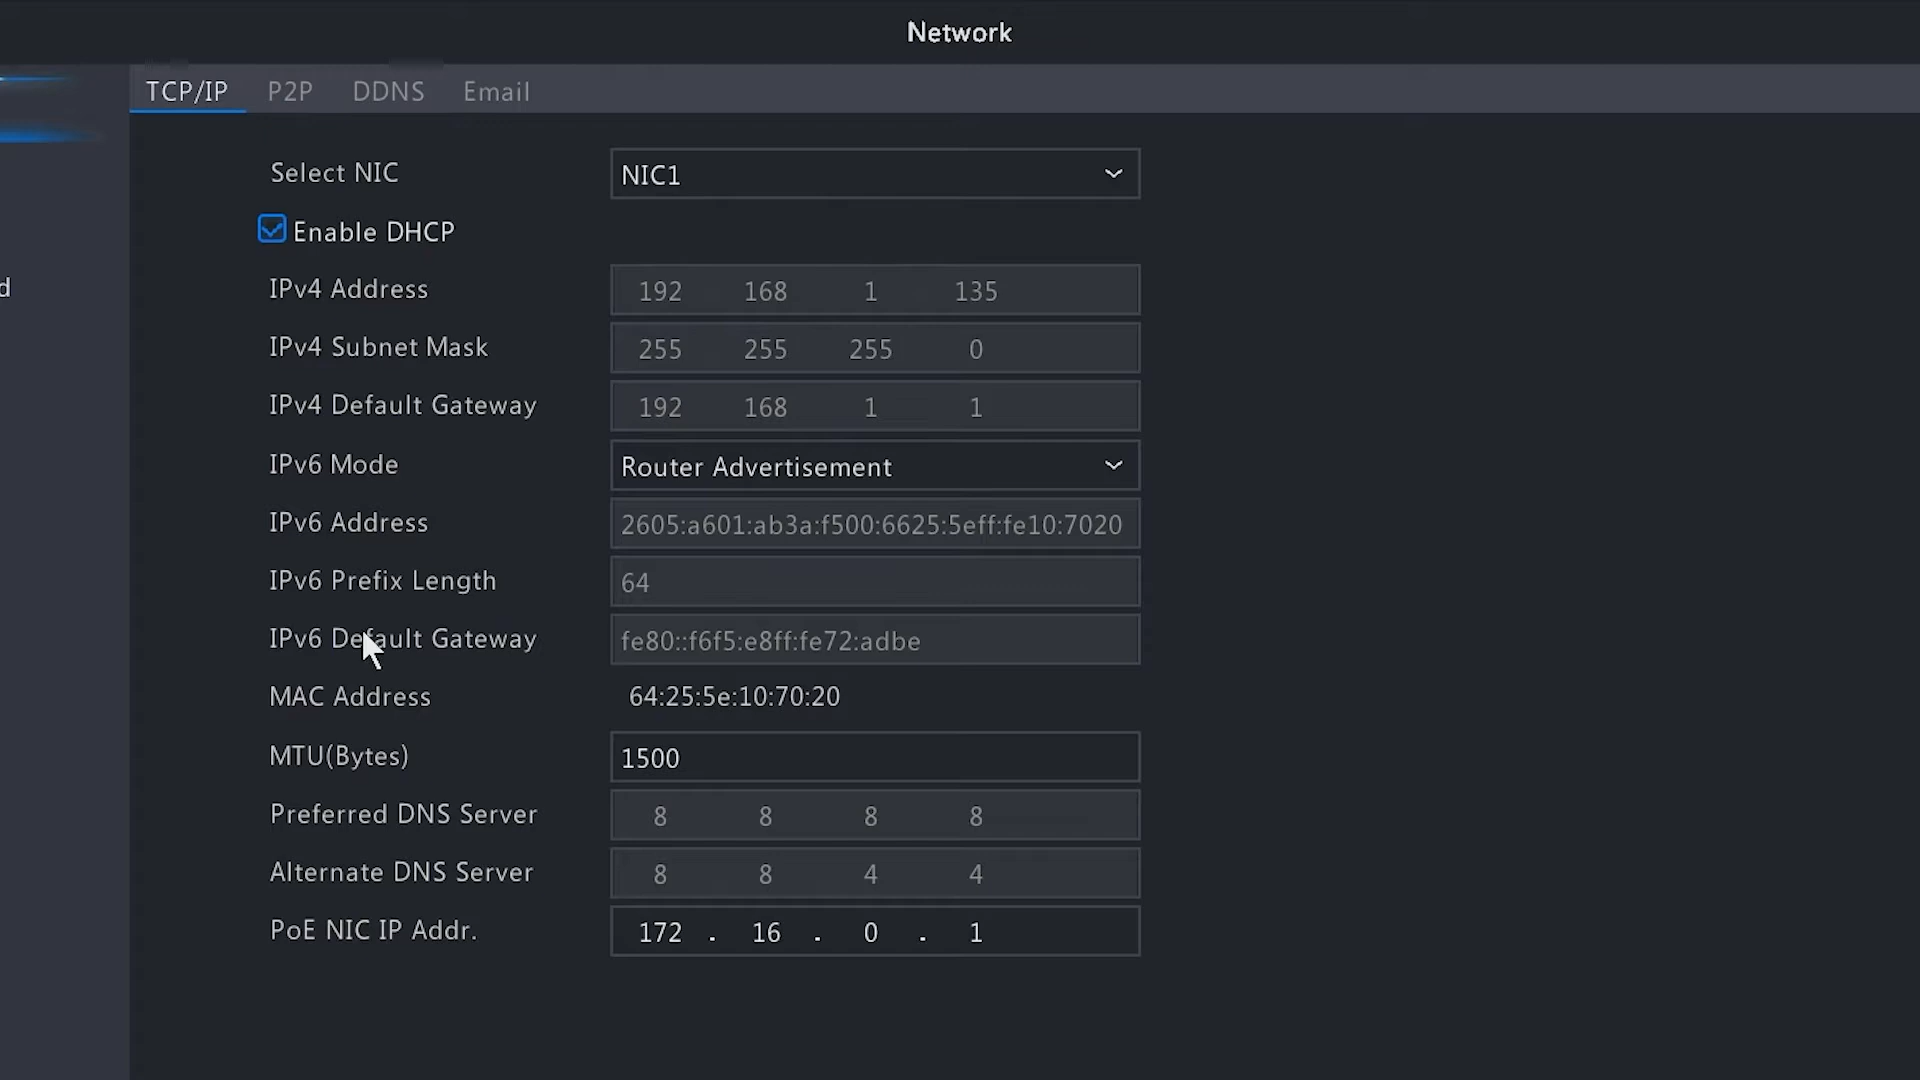 Network
TCP/IP P2P DDNS Email
Select NIC NIC1
Enable DHCP
d
IPv4 Address 192 168 1 135
IPv4 Subnet Mask 255 255 255 0
IPv4 Default Gateway 192 168 1 1
IPv6 Mode Router Advertisement
IPv6 Address 2605:a601:ab3a:f500:6625:5eff:fe10:7020
IPv6 Prefix Length 64
IPv6 Default Gateway fe80::f6f5:e8ff:fe72:adbe
MAC Address 64:25:5e:10:70:20
MTU(Bytes) 1500
Preferred DNS Server 8 8 8 8
Alternate DNS Server 8 8 4 4
PoE NIC IP Addr. 172 . 16 . 0 . 1